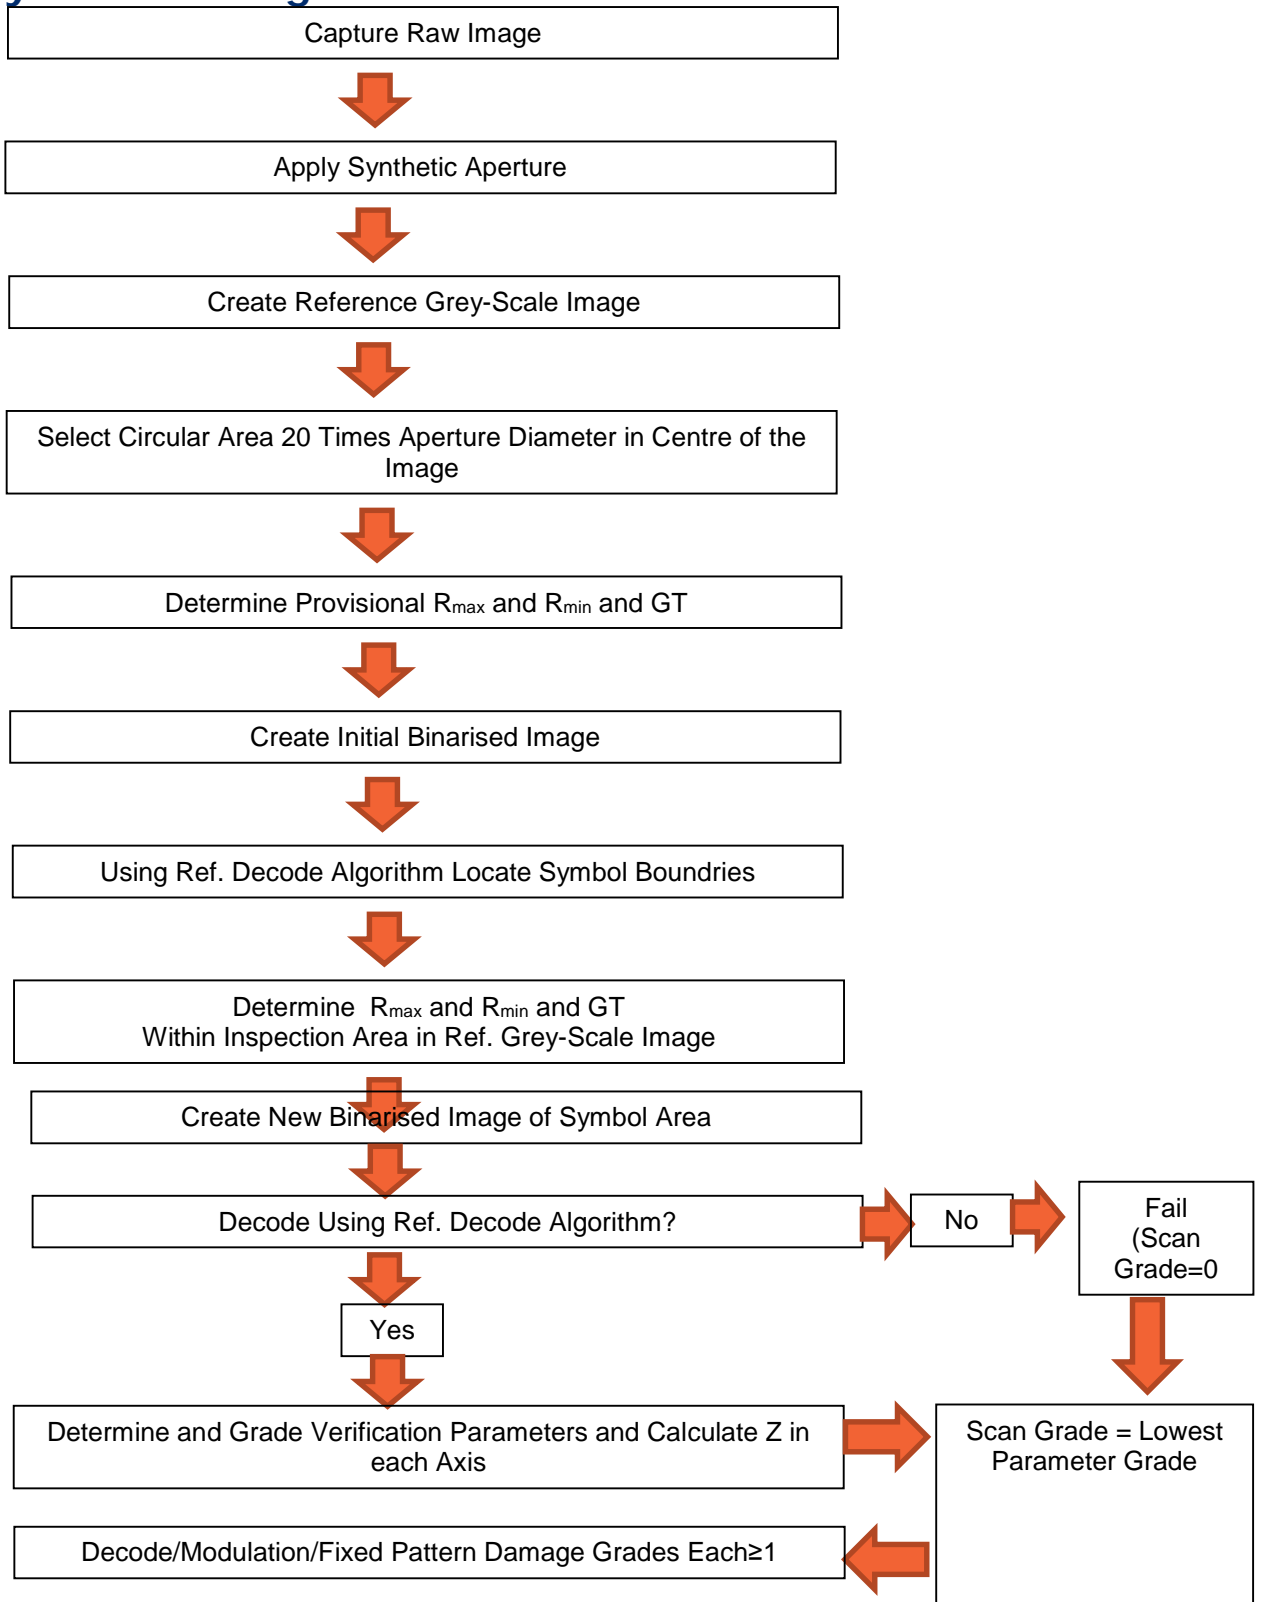 Capture Raw Image
Apply Synthetic Aperture
Create Reference Grey-Scale Image
Select Circular Area 20 Times Aperture Diameter in Centre of the
Image
Determine Provisional Rmax and Rmin and GT
Create Initial Binarised Image
Using Ref. Decode Algorithm Locate Symbol Boundries
Determine Rmax and Rmin and GT
Within Inspection Area in Ref. Grey-Scale Image
Create New Binarised Image of Symbol Area
Decode Using Ref. Decode Algorithm?
No
Fail
(Scan
Grade=0
Yes
Determine and Grade Verification Parameters and Calculate Z in
each Axis
Scan Grade = Lowest
Parameter Grade
Decode/Modulation/Fixed Pattern Damage Grades Each≥1